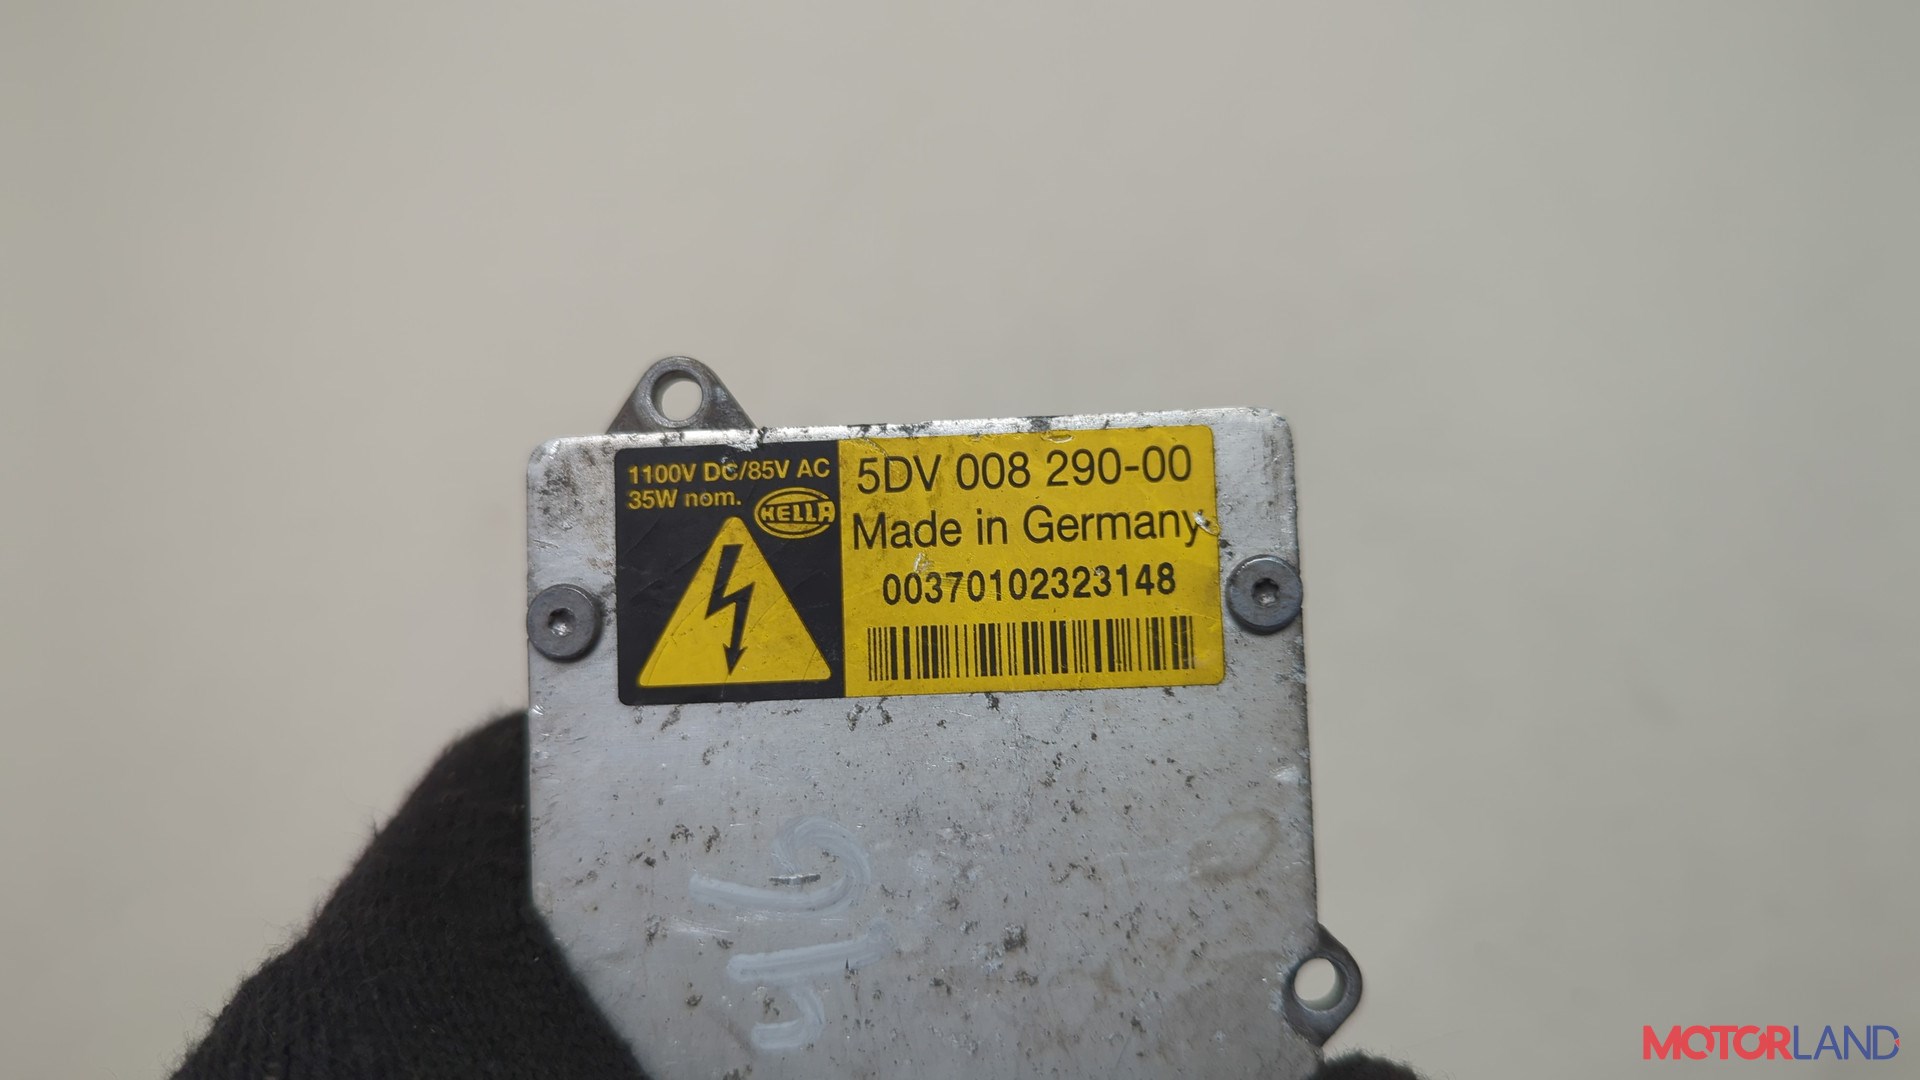 1100V DC/85V AC
35W nom.
HELLA
5DV 008 290-00
Made in Germany
00370102323148
MOTORLAND